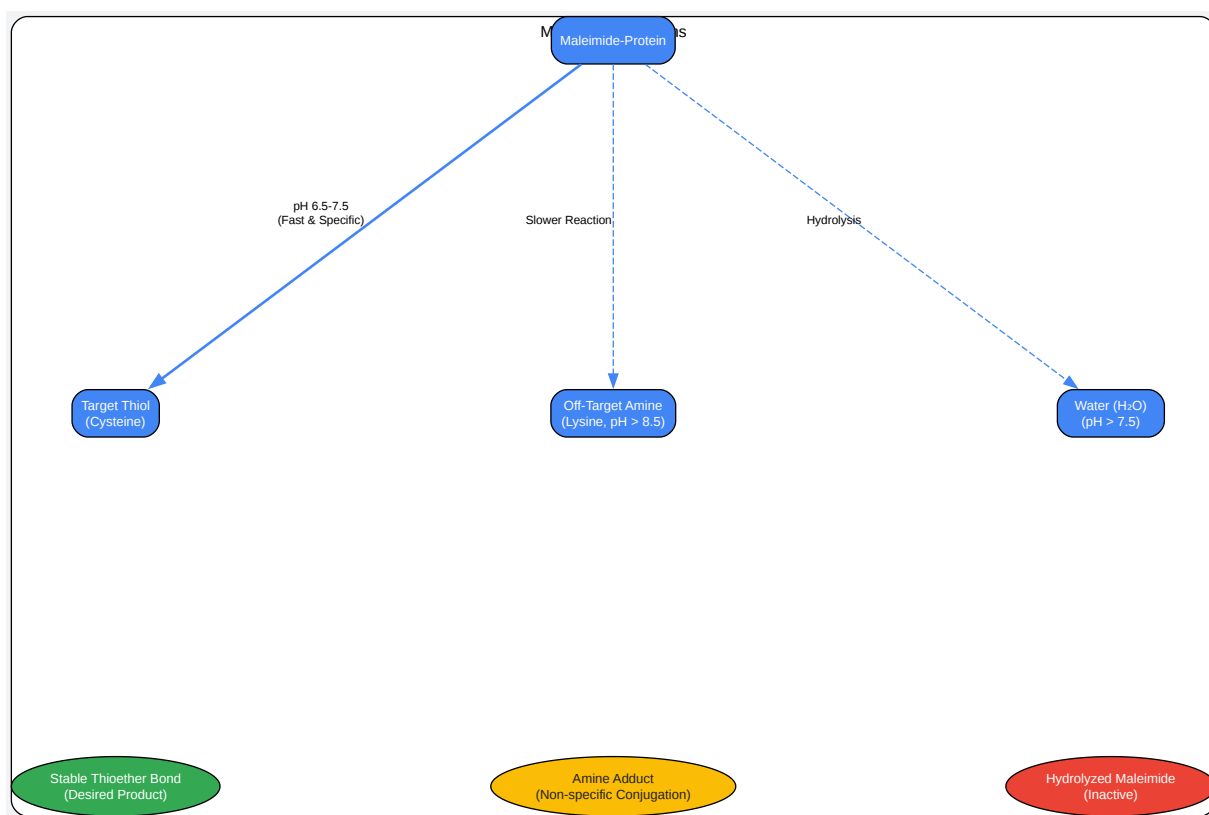 Maleimide-Protein
pH 6.5-7.5
(Fast & Specific)
Slower Reaction
Hydrolysis
Target Thiol
(Cysteine)
Off-Target Amine
(Lysine, pH > 8.5)
Water (H₂O)
(pH > 7.5)
Stable Thioether Bond
(Desired Product)
Amine Adduct
(Non-specific Conjugation)
Hydrolyzed Maleimide
(Inactive)